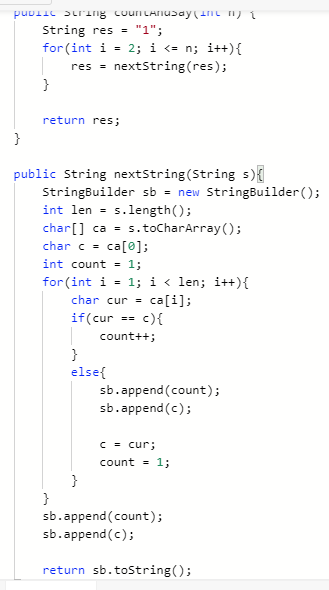 public String countAndSay(int n) {
    String res = "1";
    for(int i = 2; i <= n; i++){
        res = nextString(res);
    }

    return res;
}

public String nextString(String s){
    StringBuilder sb = new StringBuilder();
    int len = s.length();
    char[] ca = s.toCharArray();
    char c = ca[0];
    int count = 1;
    for(int i = 1; i < len; i++){
        char cur = ca[i];
        if(cur == c){
            count++;
        }
        else{
            sb.append(count);
            sb.append(c);

            c = cur;
            count = 1;
        }
    }
    sb.append(count);
    sb.append(c);

    return sb.toString();